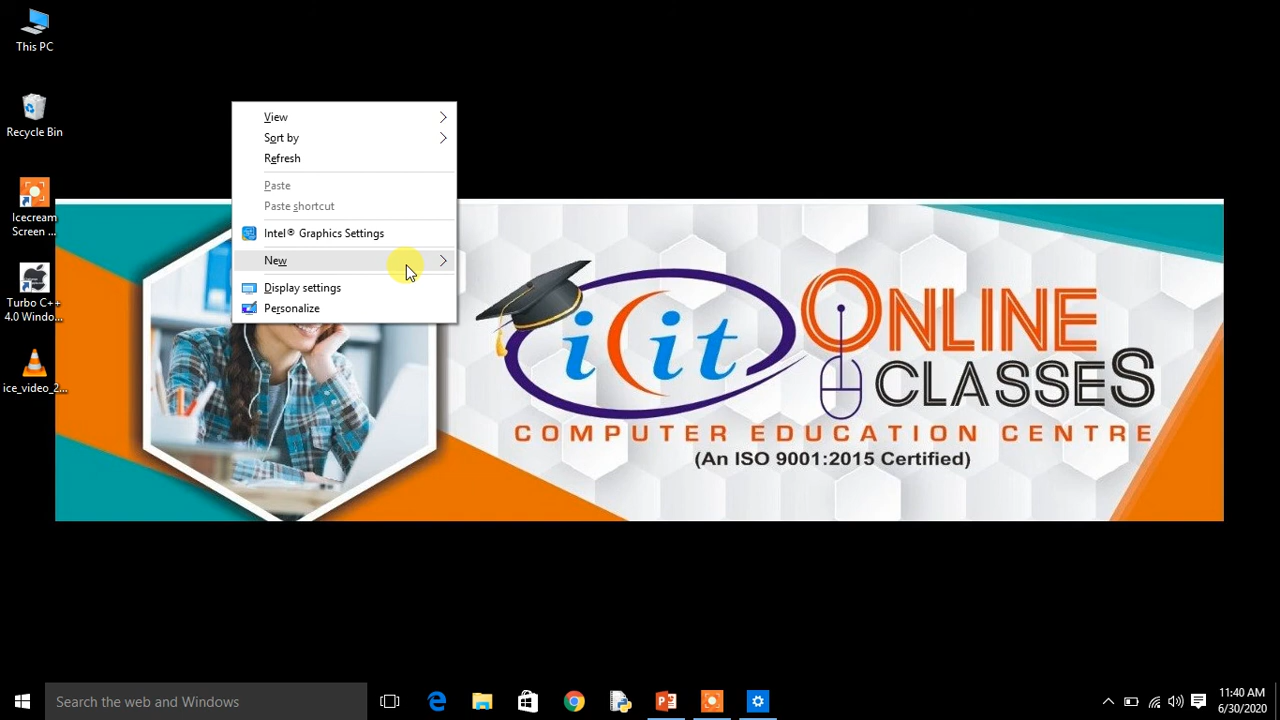 This PC
Recycle Bin
Icecream
Screen ...
Turbo C++
4.0 Windo...
ice_video_2...
View
Sort by
Refresh
Paste
Paste shortcut
Intel® Graphics Settings
New
Display settings
Personalize
icit
ONLINE
CLASSES
COMPUTER EDUCATION CENTRE
(An ISO 9001:2015 Certified)
Search the web and Windows
11:40 AM
6/30/2020